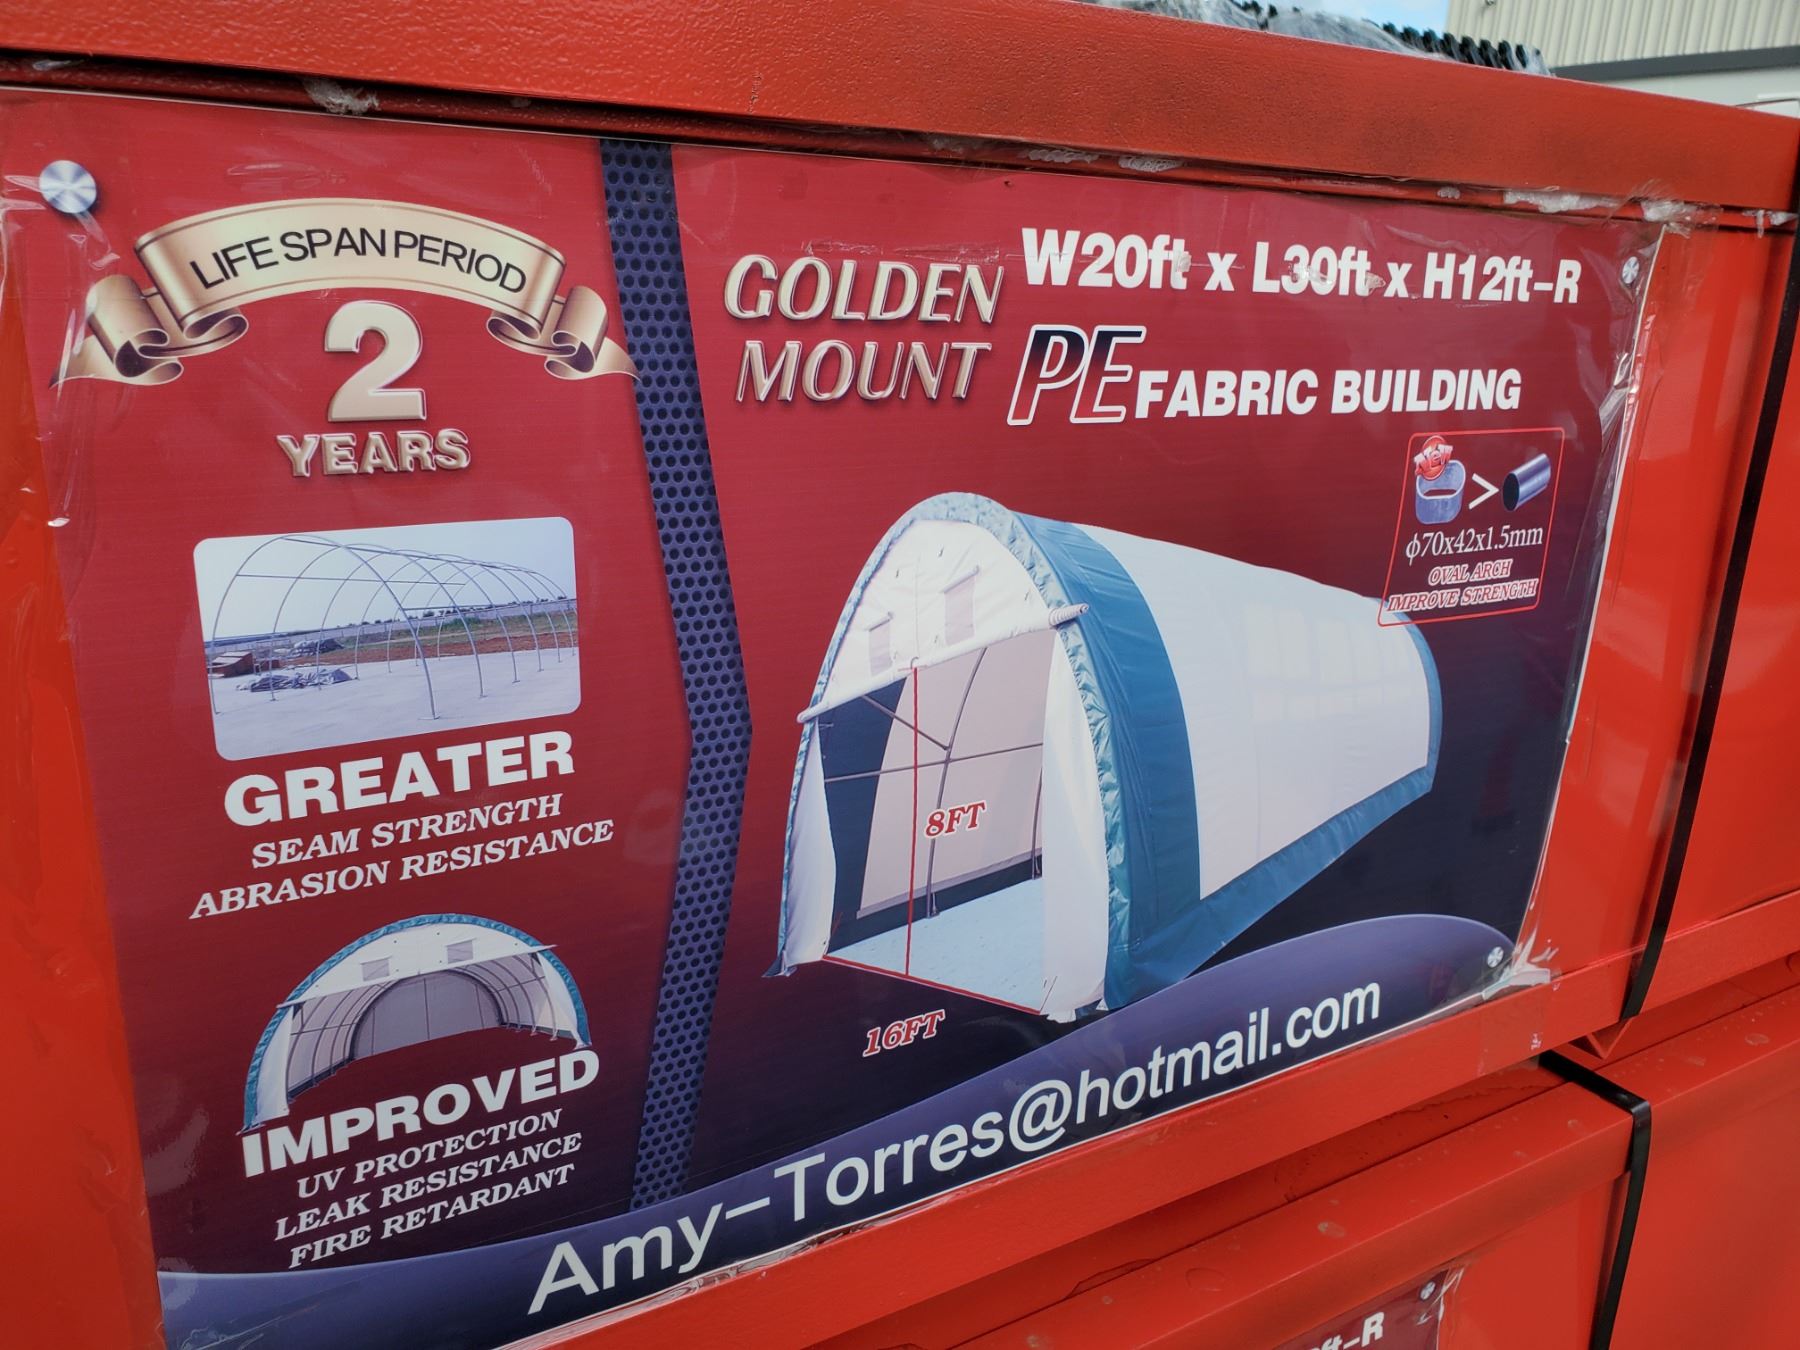 LIFE SPAN PERIOD
2
YEARS
GREATER
SEAM STRENGTH
ABRASION RESISTANCE
IMPROVED
UV PROTECTION
LEAK RESISTANCE
FIRE RETARDANT
GOLDEN
MOUNT
W20ft x L30ft x H12ft-R
PE FABRIC BUILDING
>
ϕ70x42x1.5mm
OVAL ARCH
IMPROVE STRENGTH
8FT
16FT
Amy-Torres@hotmail.com
ft-R